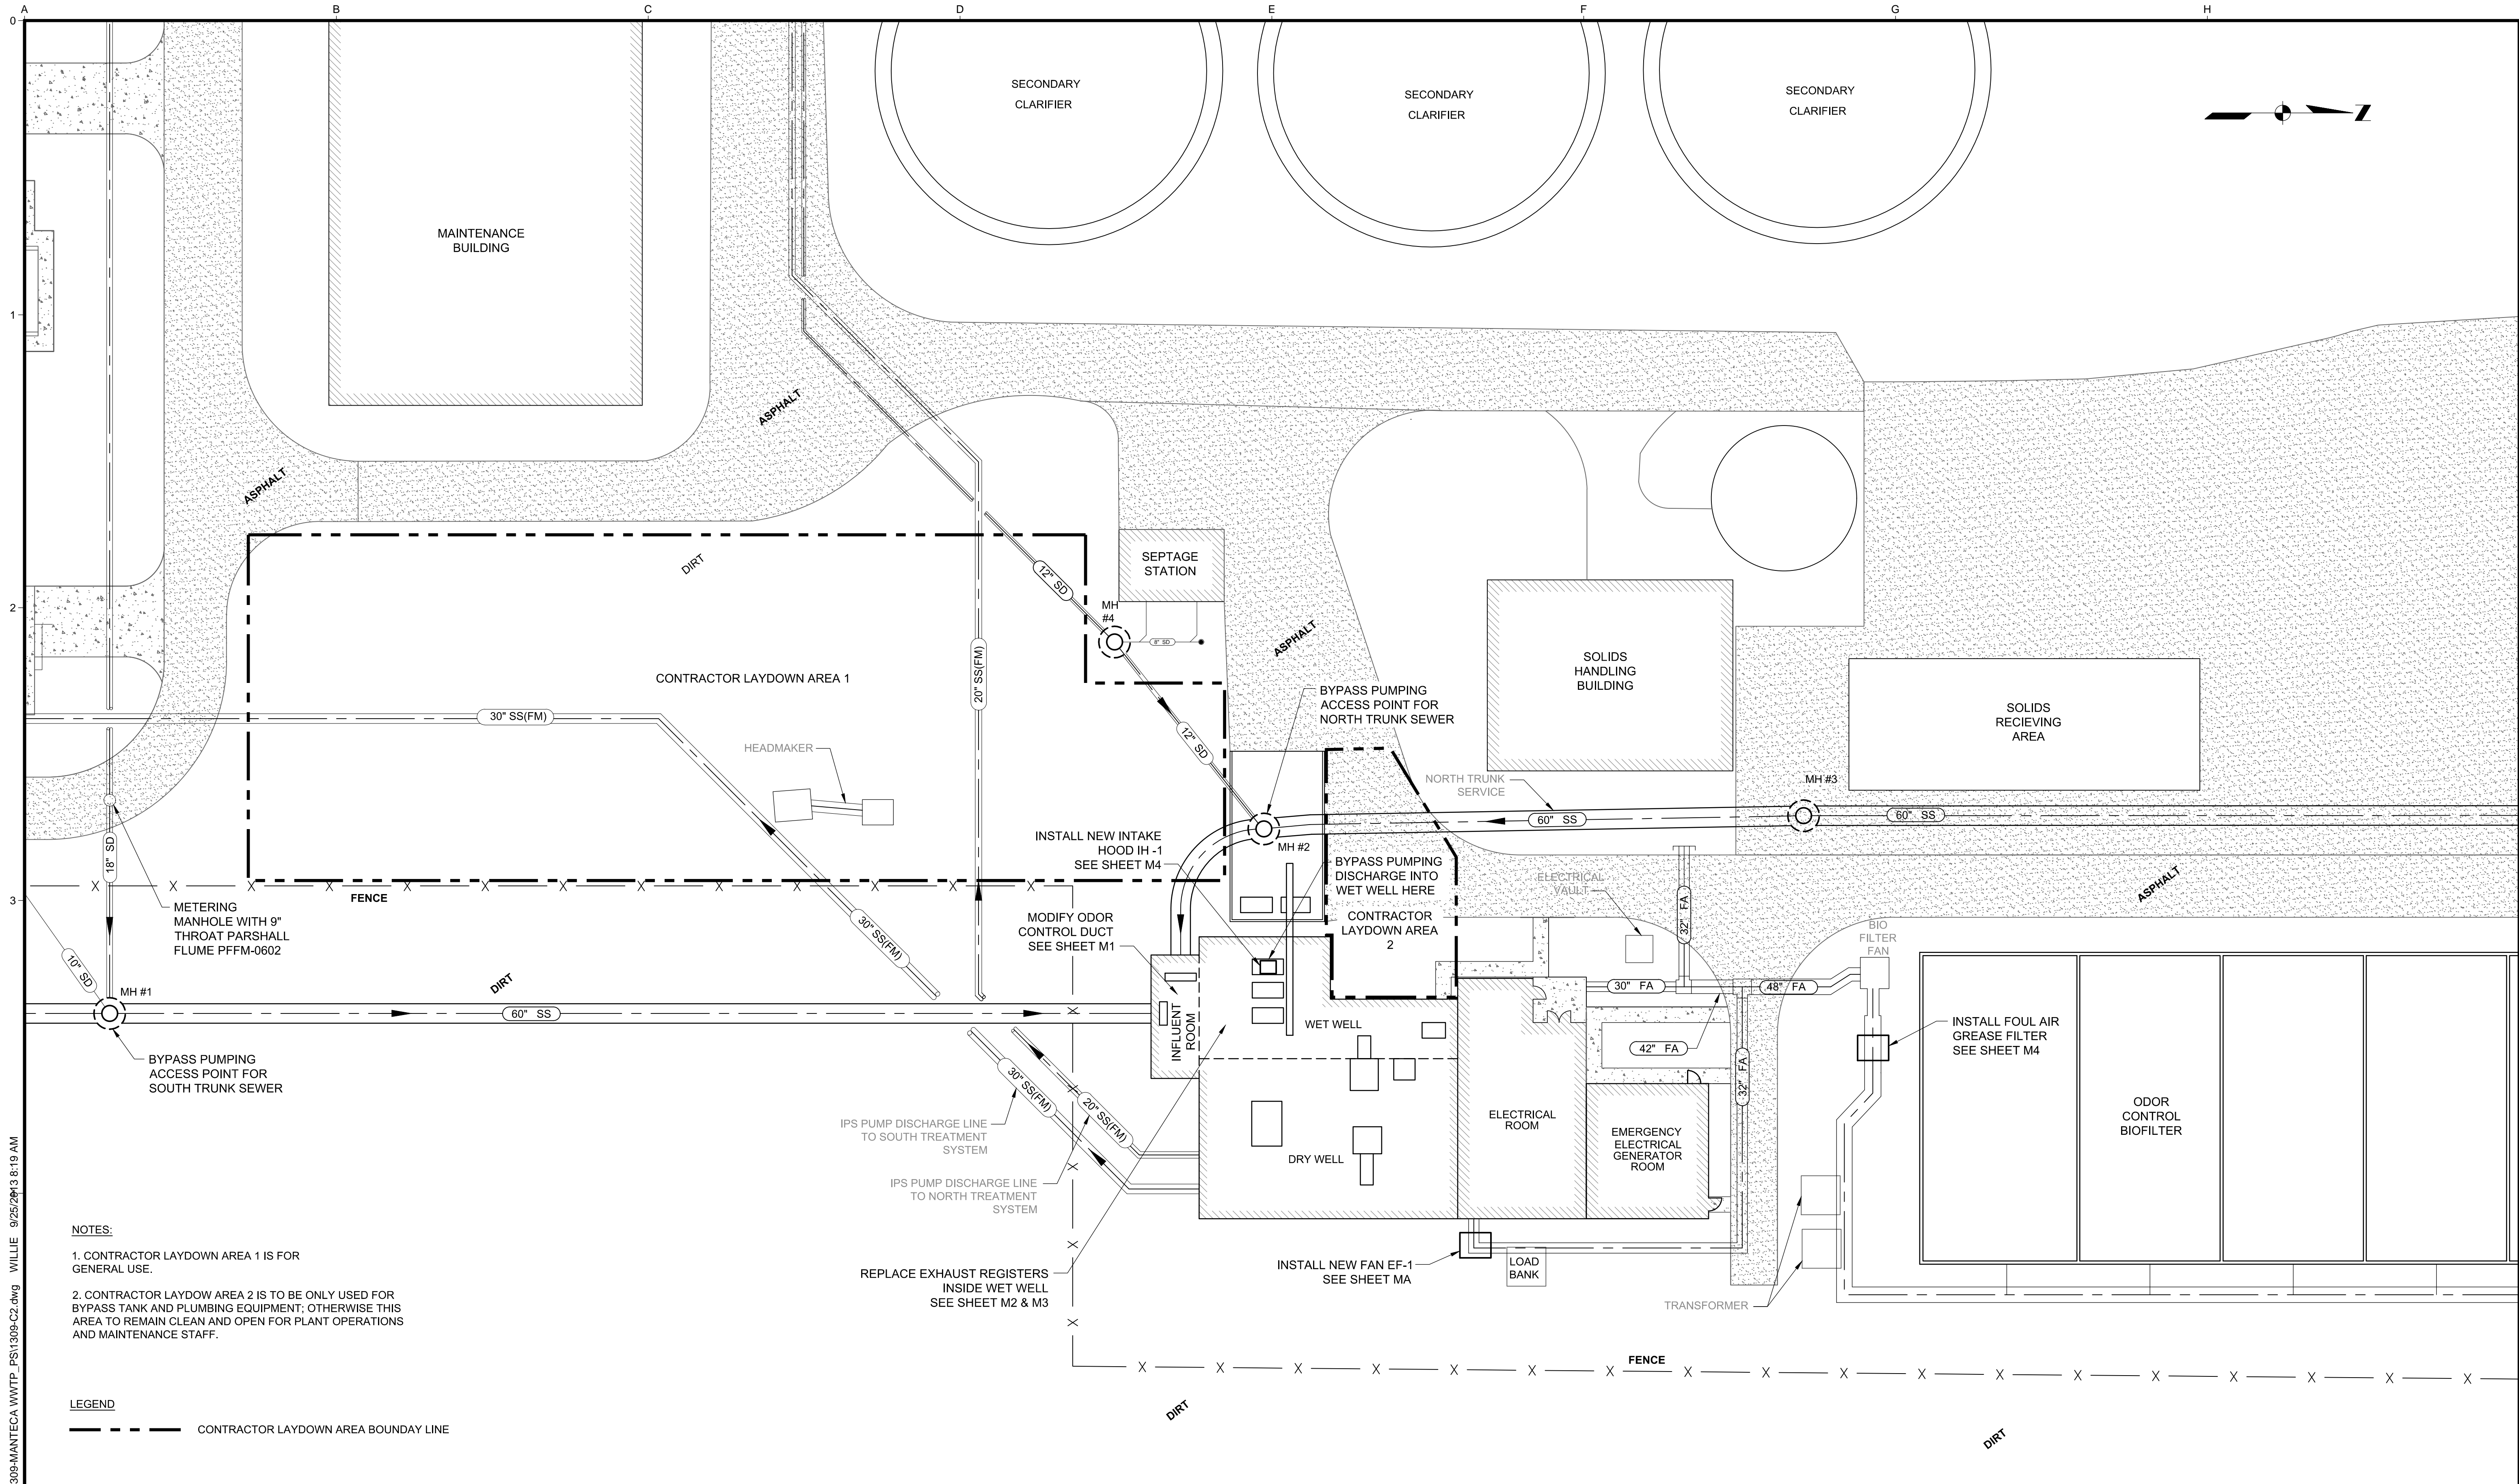 A
B
C
D
E
F
G
H
0
1
2
3
SECONDARY
CLARIFIER
SECONDARY
CLARIFIER
SECONDARY
CLARIFIER
N
MAINTENANCE
BUILDING
ASPHALT
ASPHALT
DIRT
SEPTAGE
STATION
12" SD
MH
#4
8" SD
ASPHALT
SOLIDS
HANDLING
BUILDING
SOLIDS
RECIEVING
AREA
CONTRACTOR LAYDOWN AREA 1
20" SS(FM)
30" SS(FM)
HEADMAKER
12" SD
BYPASS PUMPING
ACCESS POINT FOR
NORTH TRUNK SEWER
NORTH TRUNK
SERVICE
MH #3
60" SS
60" SS
MH #2
INSTALL NEW INTAKE
HOOD IH -1
SEE SHEET M4
BYPASS PUMPING
DISCHARGE INTO
WET WELL HERE
18" SD
FENCE
METERING
MANHOLE WITH 9"
THROAT PARSHALL
FLUME PFFM-0602
30" SS(FM)
MODIFY ODOR
CONTROL DUCT
SEE SHEET M1
CONTRACTOR
LAYDOWN AREA
2
ELECTRICAL
VAULT
32" FA
ASPHALT
BIO
FILTER
FAN
10" SD
DIRT
MH #1
60" SS
INFLUENT
ROOM
WET WELL
30" FA
48" FA
42" FA
32" FA
INSTALL FOUL AIR
GREASE FILTER
SEE SHEET M4
BYPASS PUMPING
ACCESS POINT FOR
SOUTH TRUNK SEWER
30" SS(FM)
20" SS(FM)
IPS PUMP DISCHARGE LINE
TO SOUTH TREATMENT
SYSTEM
IPS PUMP DISCHARGE LINE
TO NORTH TREATMENT
SYSTEM
DRY WELL
ELECTRICAL
ROOM
EMERGENCY
ELECTRICAL
GENERATOR
ROOM
ODOR
CONTROL
BIOFILTER
REPLACE EXHAUST REGISTERS
INSIDE WET WELL
SEE SHEET M2 & M3
INSTALL NEW FAN EF-1
SEE SHEET MA
LOAD
BANK
TRANSFORMER
FENCE
DIRT
DIRT
NOTES:
1. CONTRACTOR LAYDOWN AREA 1 IS FOR
GENERAL USE.
2. CONTRACTOR LAYDOW AREA 2 IS TO BE ONLY USED FOR
BYPASS TANK AND PLUMBING EQUIPMENT; OTHERWISE THIS
AREA TO REMAIN CLEAN AND OPEN FOR PLANT OPERATIONS
AND MAINTENANCE STAFF.
LEGEND
CONTRACTOR LAYDOWN AREA BOUNDAY LINE
309-MANTECA WWTP_PS\1309-C2.dwg WILLIE 8:19 AM